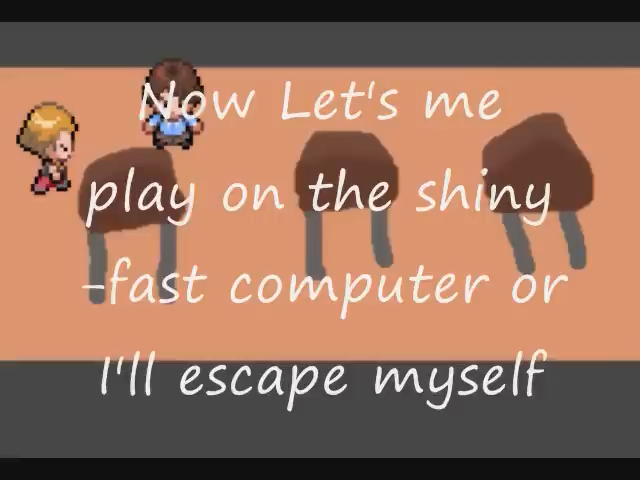 Now Let's me
play on the shiny
-fast computer or
I'll escape myself